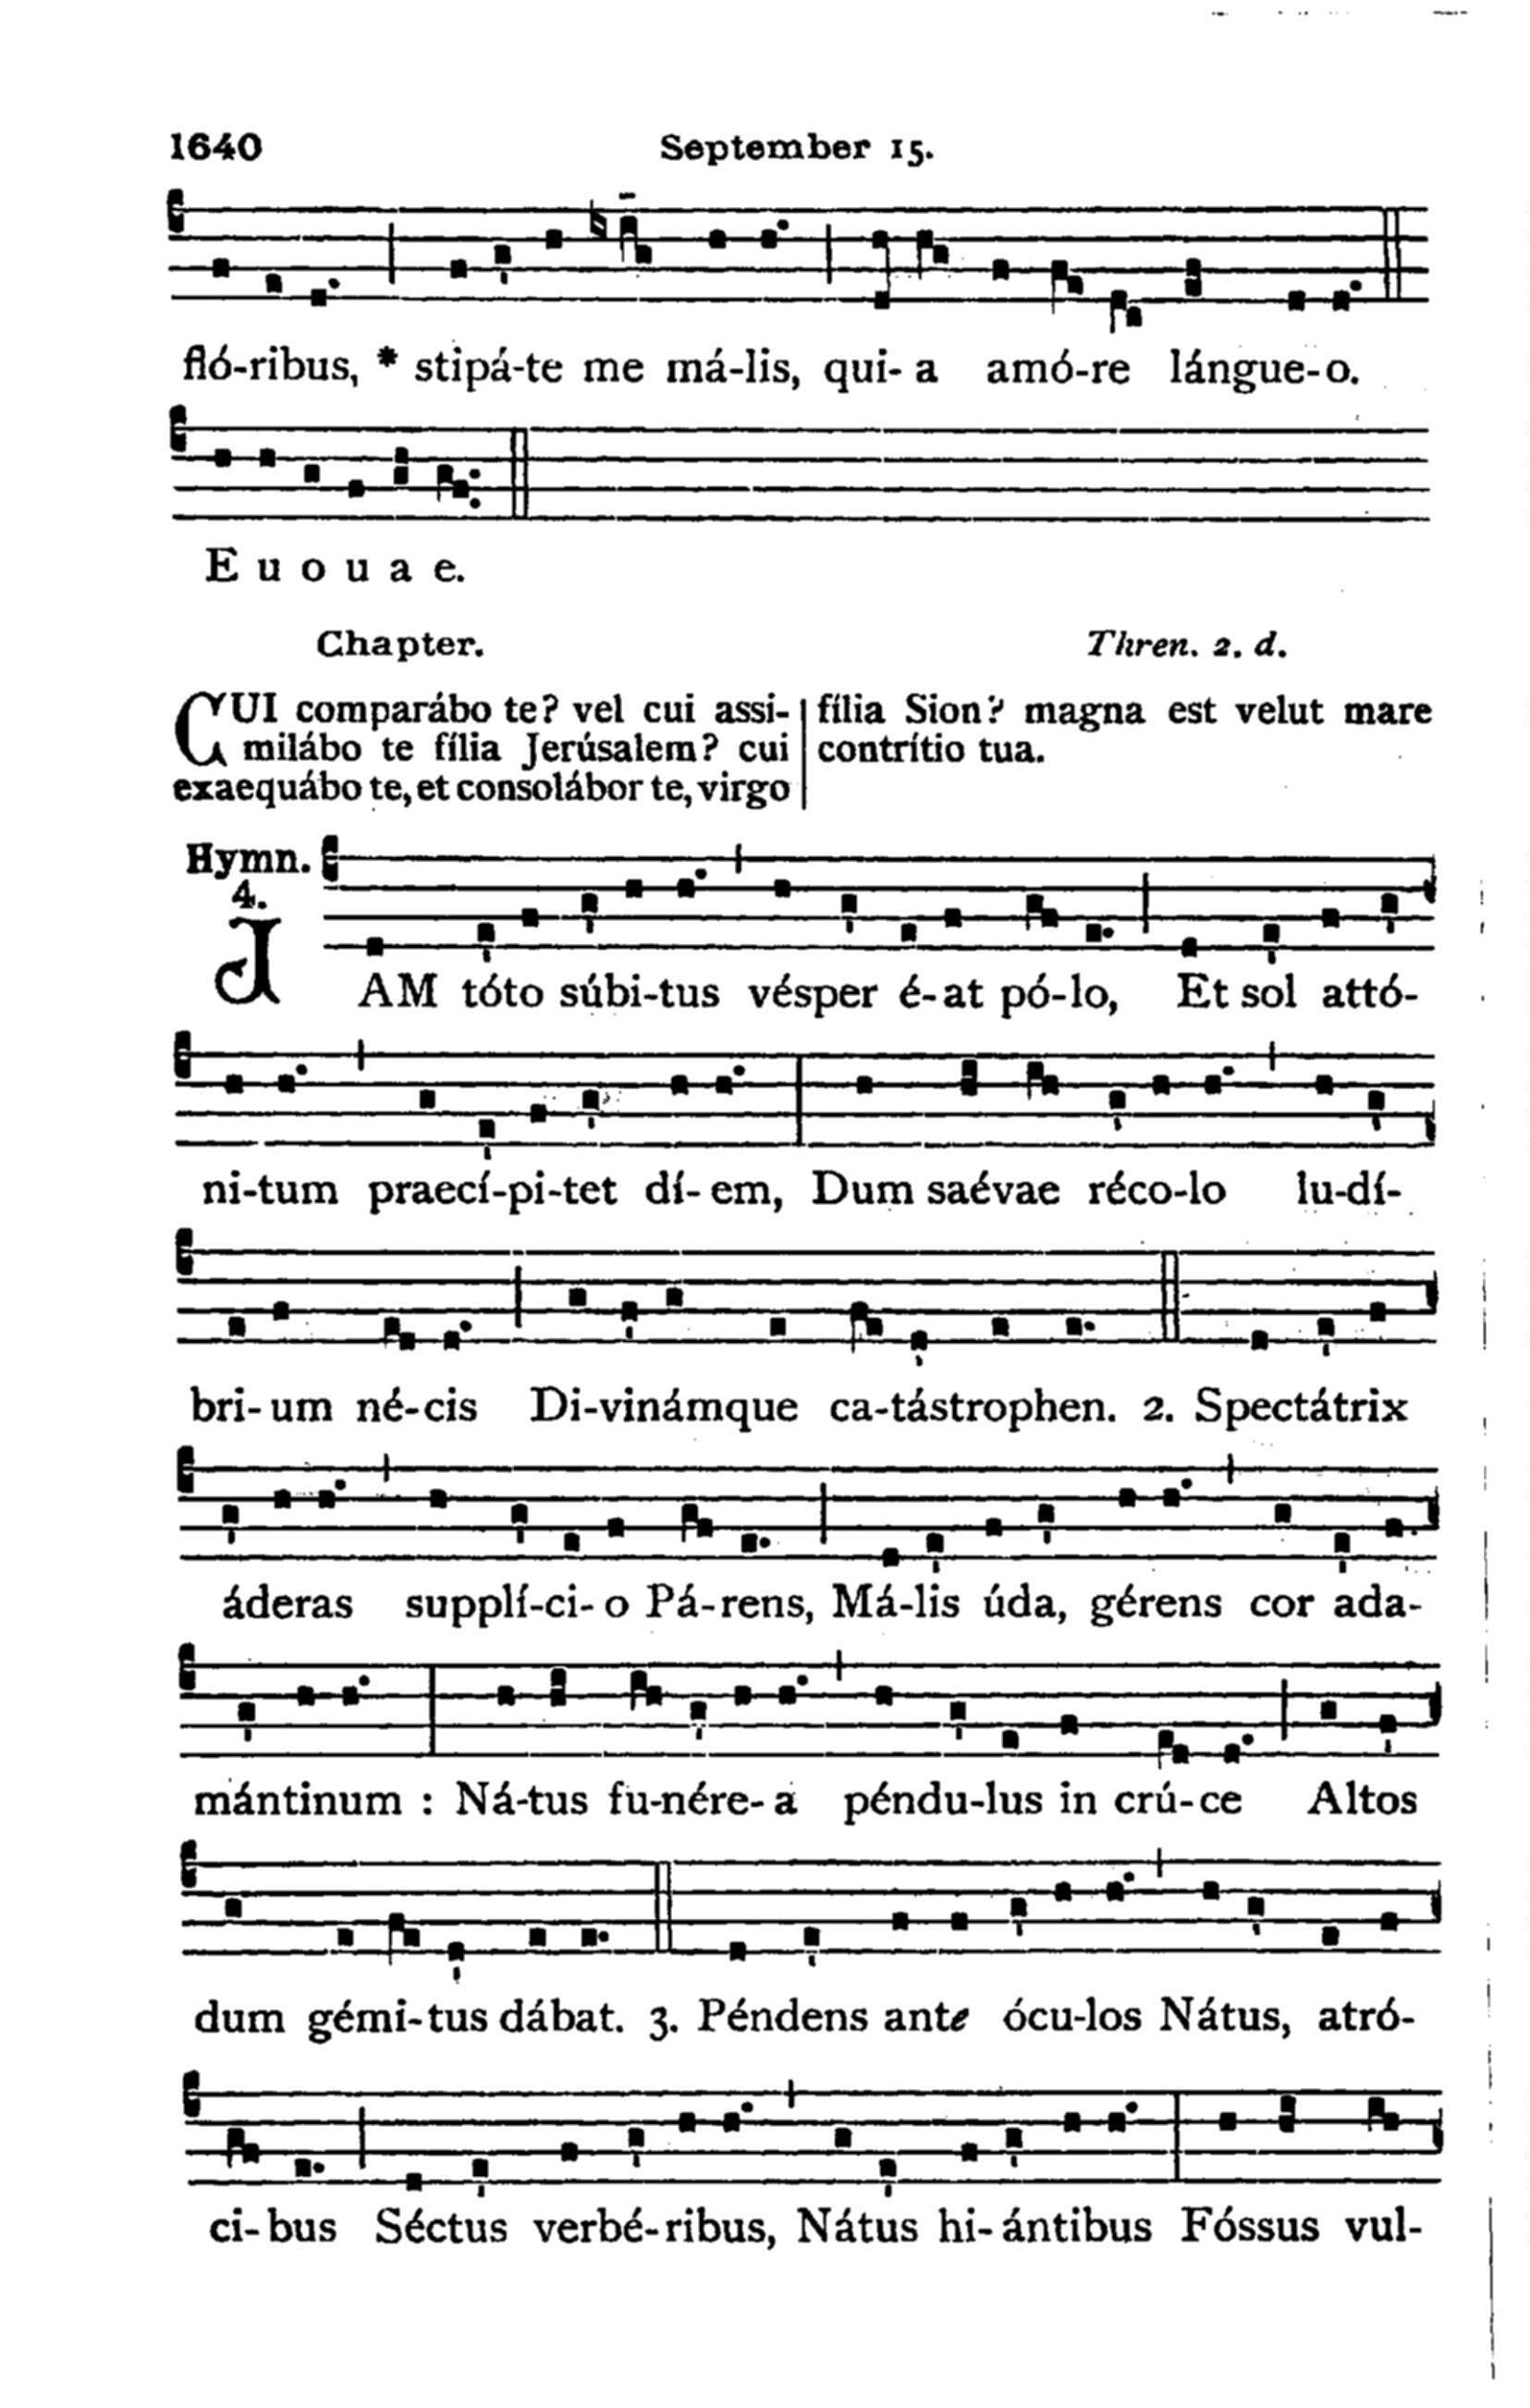 1640 September 15.
fló-ribus, * stipá-te me má-lis, qui- a amó-re lángue-o.
E u o u a e.
Chapter. Thren. 2. d.
CUI comparábo te? vel cui assi-
milábo te fília Jerúsalem? cui
exaequábo te, et consolábor te, virgo
fília Sion? magna est velut mare
contrítio tua.
Hymn.
4.
JAM tóto súbi-tus vésper é-at pó-lo, Et sol attó-
ni-tum praecí-pi-tet dí- em, Dum saévae réco-lo lu-dí-
bri- um né-cis Di-vinámque ca-tástrophen. 2. Spectátrix
áderas supplí-ci- o Pá-rens, Má-lis úda, gérens cor ada-
mántinum : Ná-tus fu-nére- a péndu-lus in crú-ce Altos
dum gémi-tus dábat. 3. Péndens ante ócu-los Nátus, atró-
ci- bus Séctus verbé-ribus, Nátus hi- ántibus Fóssus vul-